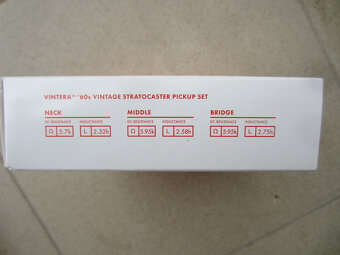 VINTERA™ '60s VINTAGE STRATOCASTER PICKUP SET
NECK MIDDLE BRIDGE
DC RESISTANCE INDUCTANCE DC RESISTANCE INDUCTANCE DC RESISTANCE INDUCTANCE
Ω 5.7k L 2.32h Ω 5.95k L 2.58h Ω 5.95k L 2.75h